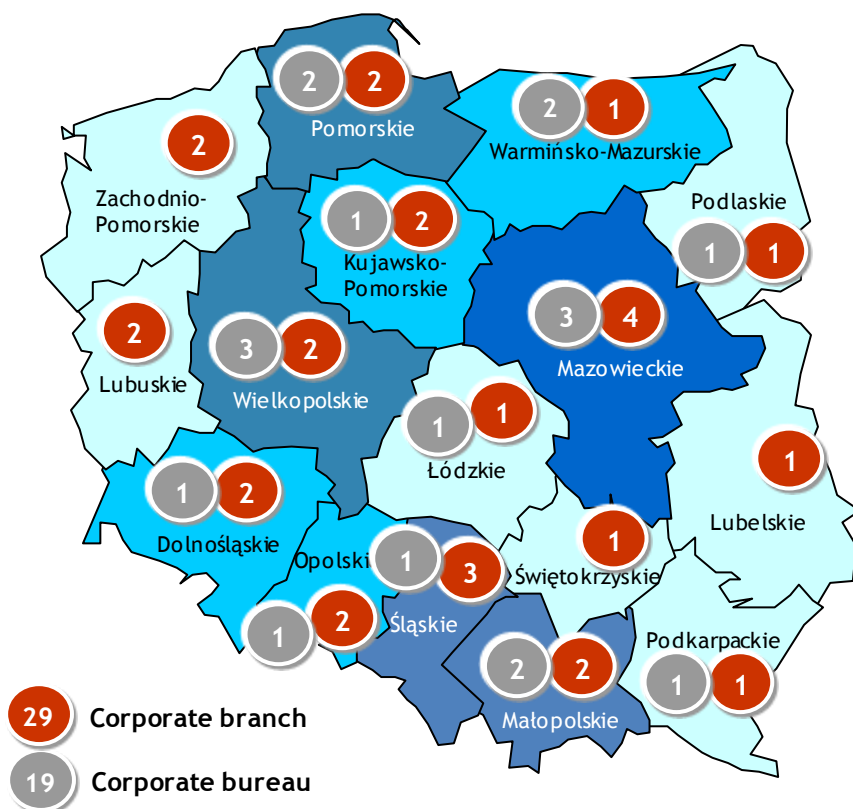 2 2
Pomorskie
2 1
Warmińsko-Mazurskie
2
Zachodnio-
Pomorskie
Podlaskie
1 1
1 2
Kujawsko-
Pomorskie
3 4
Mazowieckie
2
Lubuskie
3 2
Wielkopolskie
1 1
Łódzkie
1
Lubelskie
1 2
Dolnośląskie
Opolski
1 2
1 3
Śląskie
1
Świętokrzyskie
2 2
Małopolskie
Podkarpackie
1 1
29 Corporate branch
19 Corporate bureau